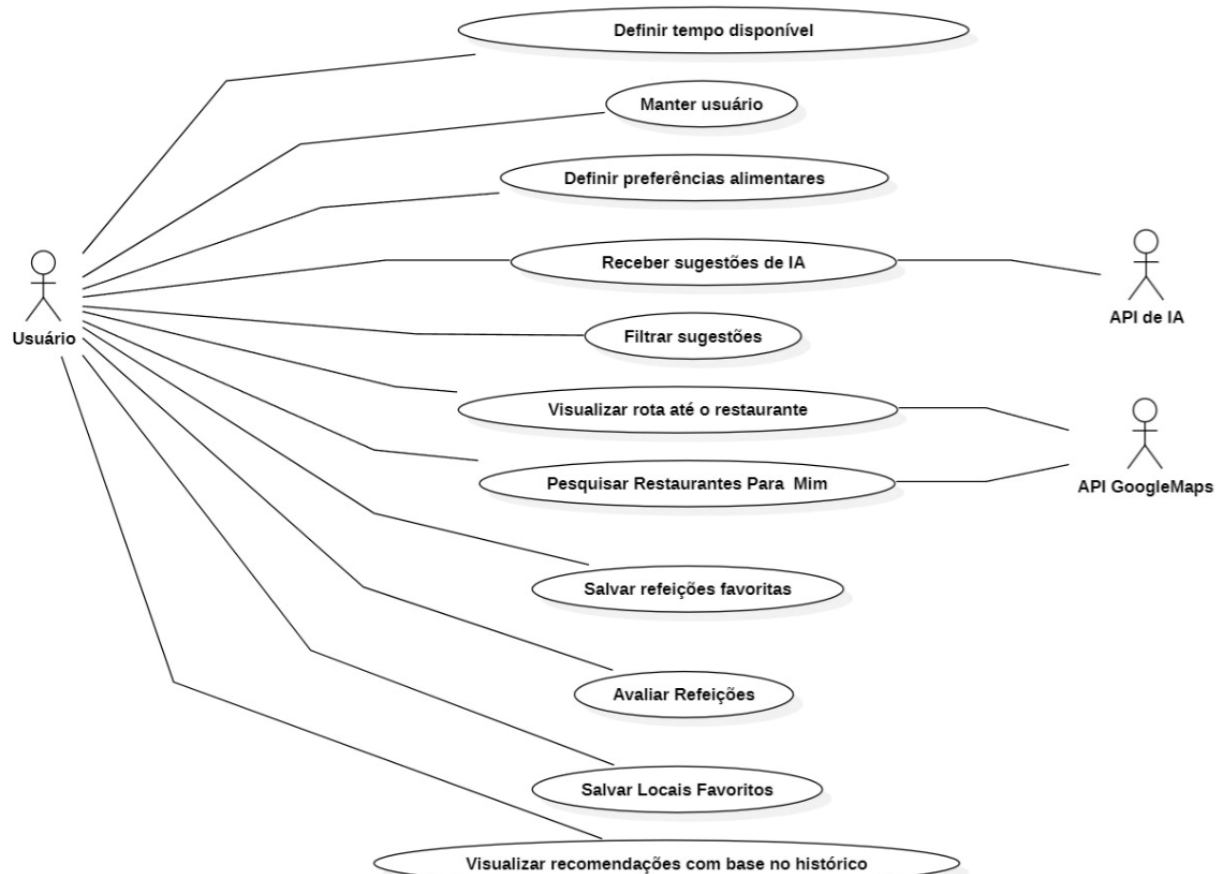 Definir tempo disponível
Manter usuário
Definir preferências alimentares
Receber sugestões de IA
API de IA
Usuário
Filtrar sugestões
Visualizar rota até o restaurante
Pesquisar Restaurantes Para Mim
API GoogleMaps
Salvar refeições favoritas
Avaliar Refeições
Salvar Locais Favoritos
Visualizar recomendações com base no histórico